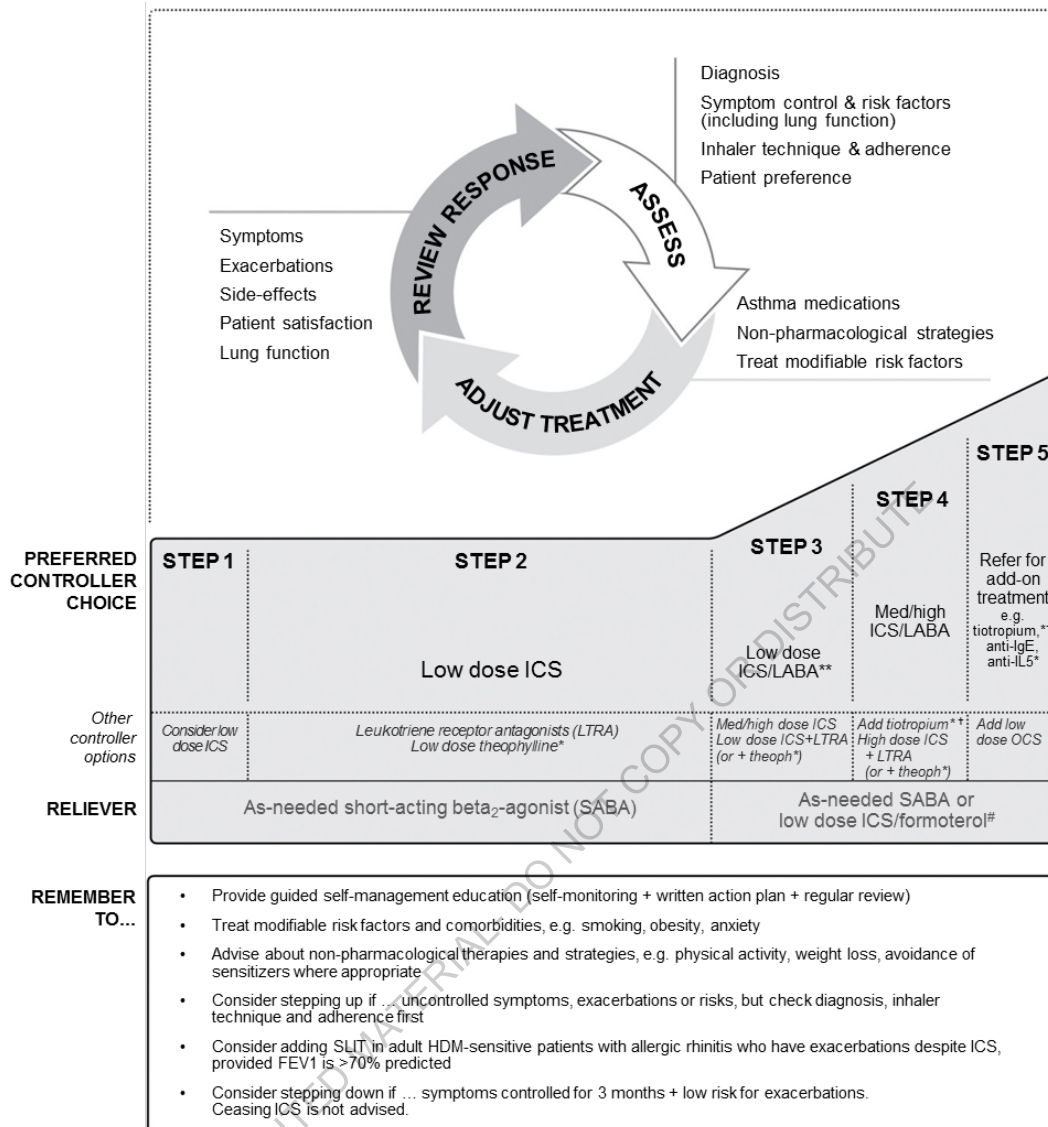 Diagnosis
Symptom control & risk factors
(including lung function)
Inhaler technique & adherence
Patient preference
REVIEW RESPONSE
ASSESS
ADJUST TREATMENT
Symptoms
Exacerbations
Side-effects
Patient satisfaction
Lung function
Asthma medications
Non-pharmacological strategies
Treat modifiable risk factors
PREFERRED
CONTROLLER
CHOICE
STEP 1
STEP 2
Low dose ICS
STEP 3
Low dose
ICS/LABA**
STEP 4
Med/high
ICS/LABA
STEP 5
Refer for
add-on
treatment
e.g.
tiotropium,*
anti-IgE,
anti-IL5*
Other
controller
options
Consider low
dose ICS
Leukotriene receptor antagonists (LTRA)
Low dose theophylline*
Med/high dose ICS
Low dose ICS+LTRA
(or + theoph*)
Add tiotropium*†
High dose ICS
+ LTRA
(or + theoph*)
Add low
dose OCS
RELIEVER
As-needed short-acting beta₂-agonist (SABA)
As-needed SABA or
low dose ICS/formoterol#
REMEMBER
TO...
• Provide guided self-management education (self-monitoring + written action plan + regular review)
• Treat modifiable risk factors and comorbidities, e.g. smoking, obesity, anxiety
• Advise about non-pharmacological therapies and strategies, e.g. physical activity, weight loss, avoidance of
sensitizers where appropriate
• Consider stepping up if … uncontrolled symptoms, exacerbations or risks, but check diagnosis, inhaler
technique and adherence first
• Consider adding SLIT in adult HDM-sensitive patients with allergic rhinitis who have exacerbations despite ICS,
provided FEV1 is >70% predicted
• Consider stepping down if … symptoms controlled for 3 months + low risk for exacerbations.
Ceasing ICS is not advised.
MATERIAL- DO NOT COPY OR DISTRIBUTE